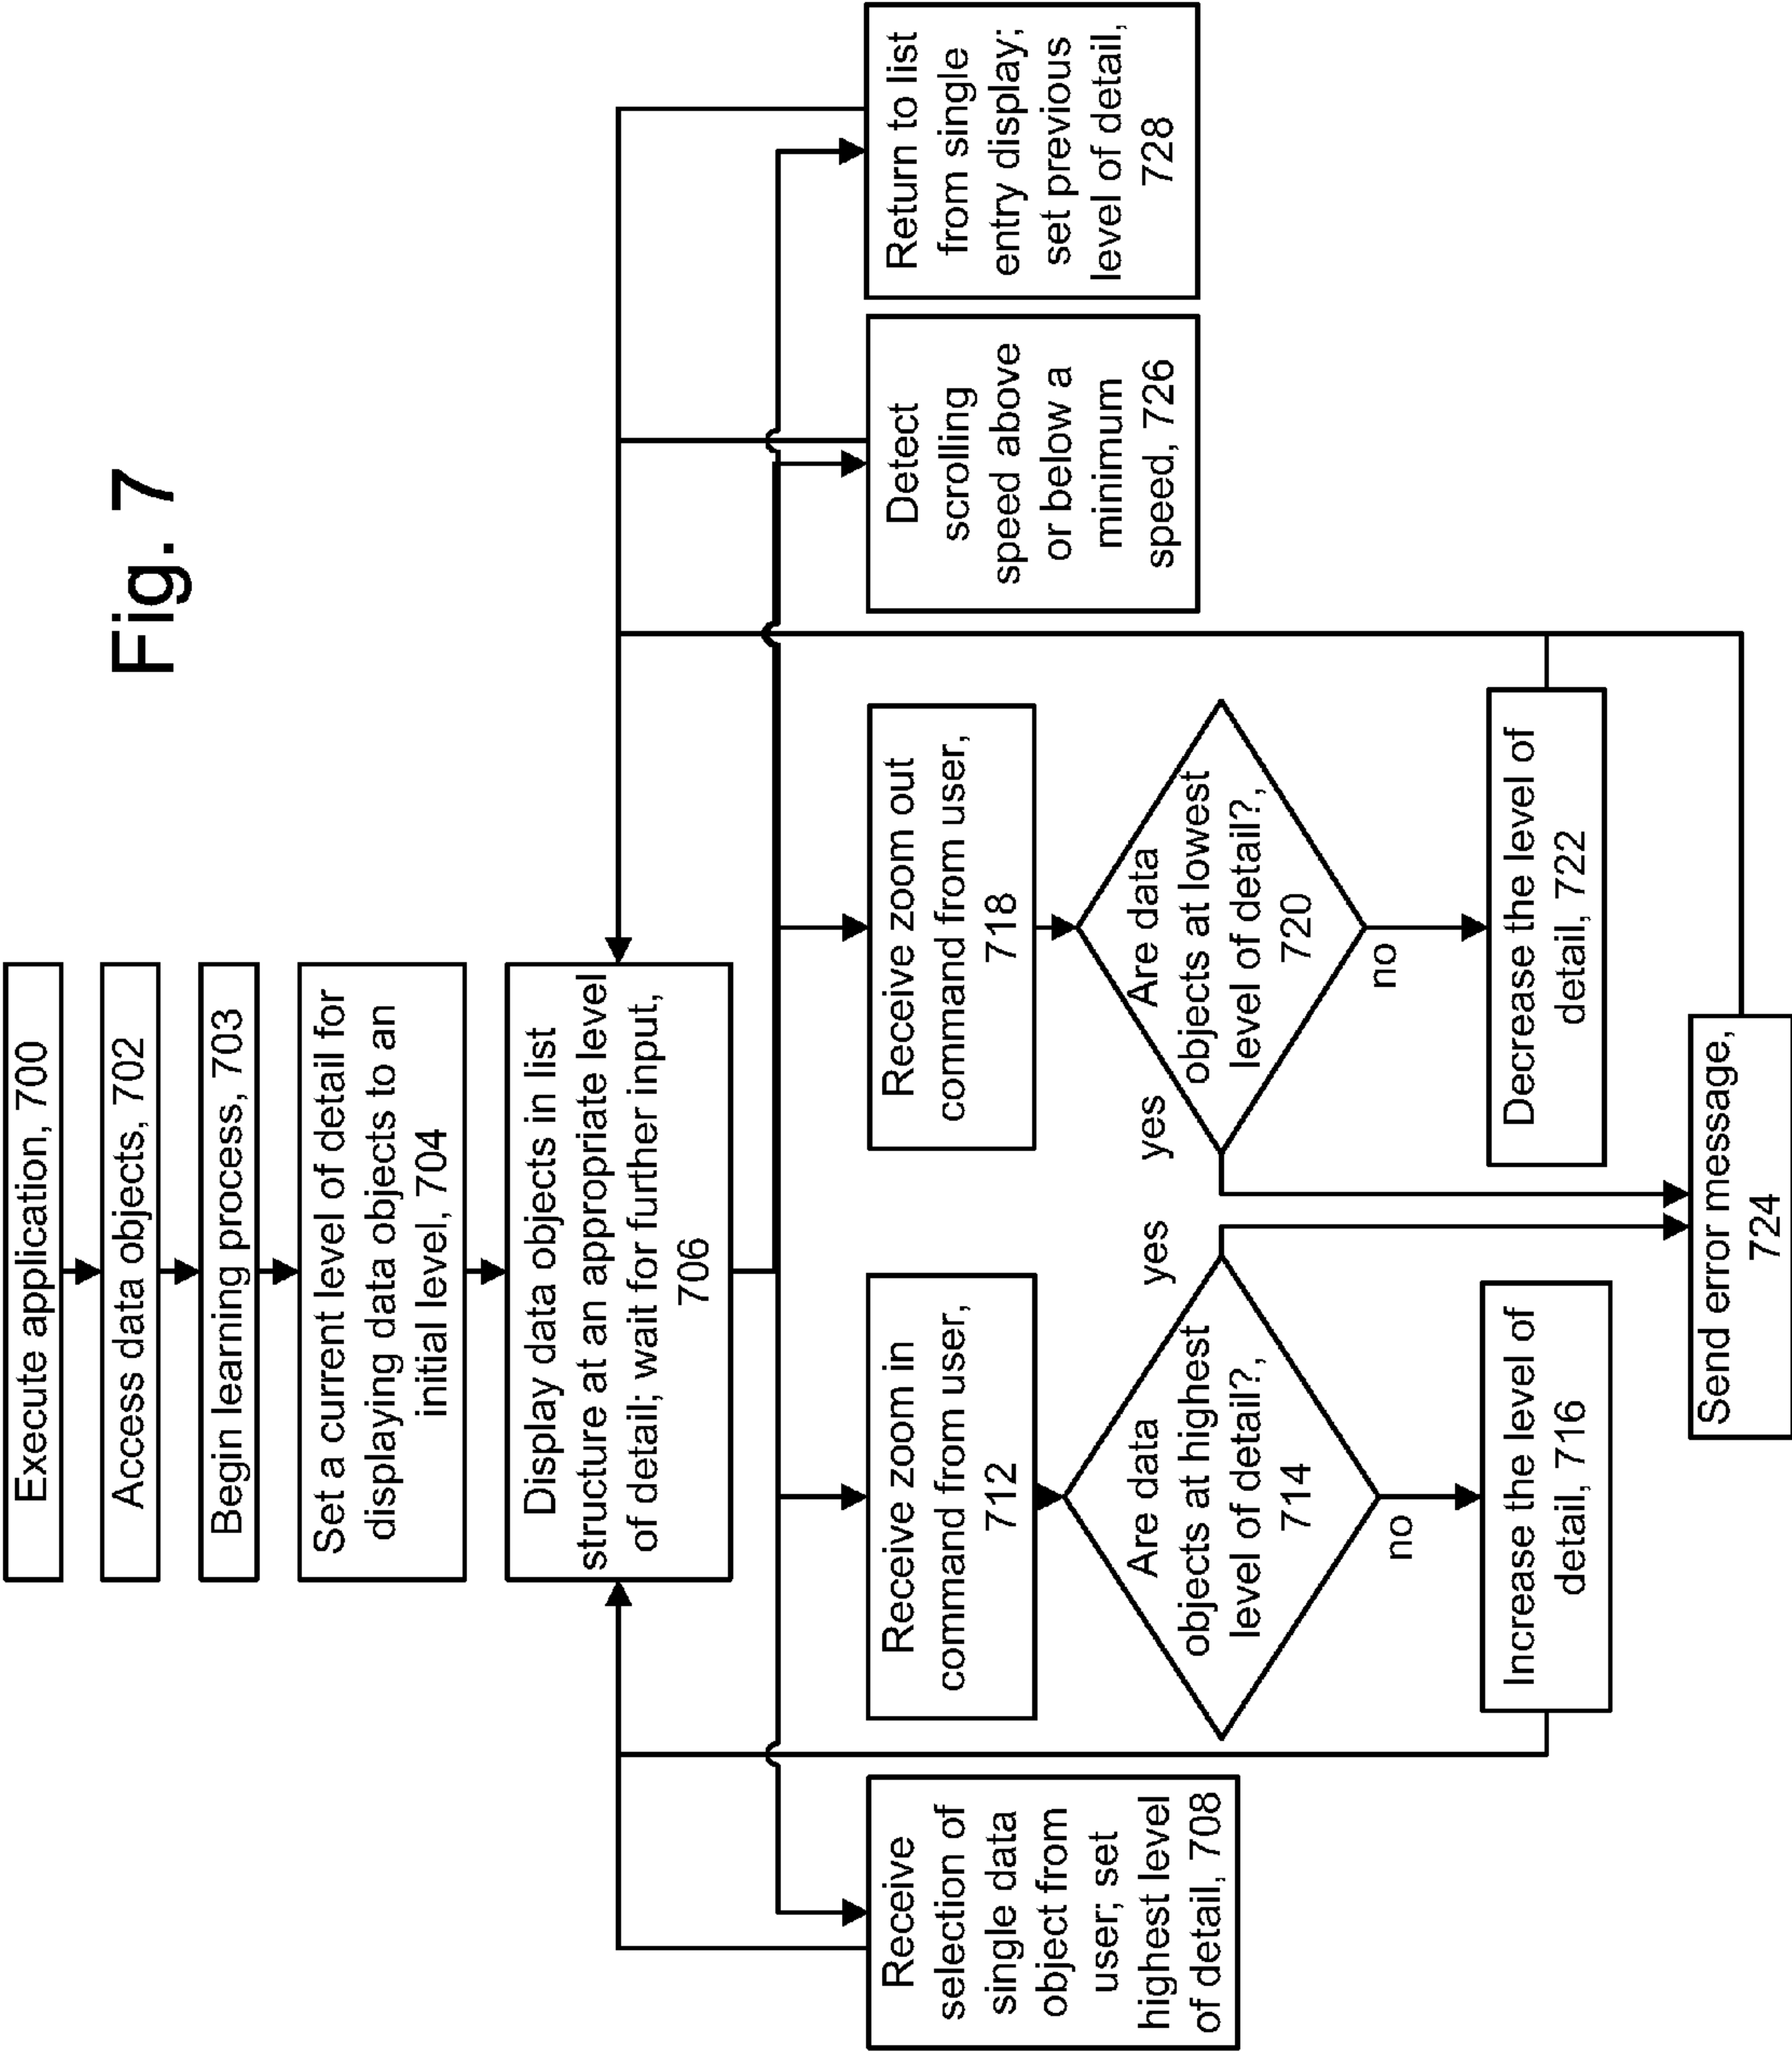 Fig. 7
Execute application, 700
Access data objects, 702
Begin learning process, 703
Set a current level of detail for
displaying data objects to an
initial level, 704
Display data objects in list
structure at an appropriate level
of detail; wait for further input,
706
Receive
selection of
single data
object from
user; set
highest level
of detail, 708
Receive zoom in
command from user,
712
Are data
objects at highest
level of detail?,
714
yes
no
Increase the level of
detail, 716
Receive zoom out
command from user,
718
Are data
objects at lowest
level of detail?,
720
yes
no
Decrease the level of
detail, 722
Send error message,
724
Detect
scrolling
speed above
or below a
minimum
speed, 726
Return to list
from single
entry display;
set previous
level of detail,
728